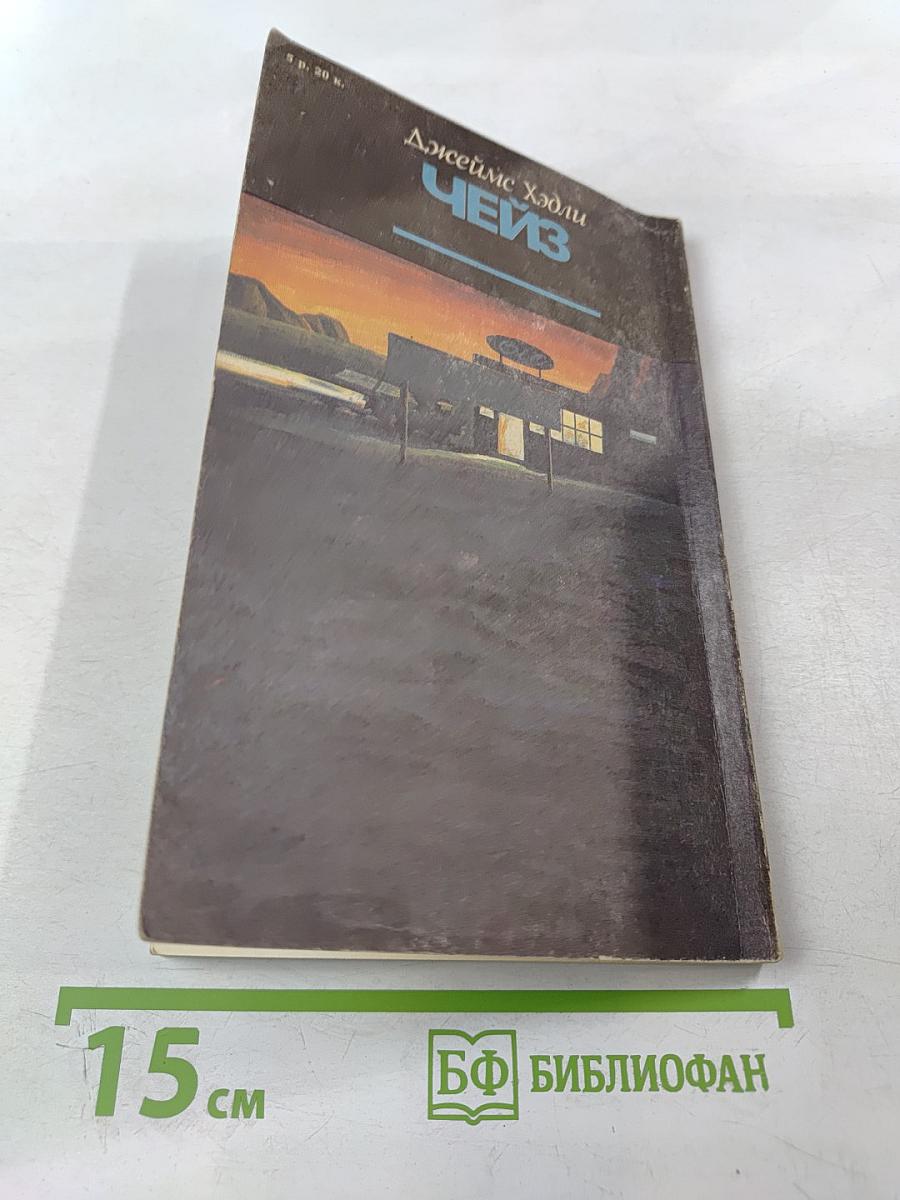 5 р. 20 к.
Джеймс Хэдли
ЧЕЙЗ
15 см
БФ БИБЛИОФАН